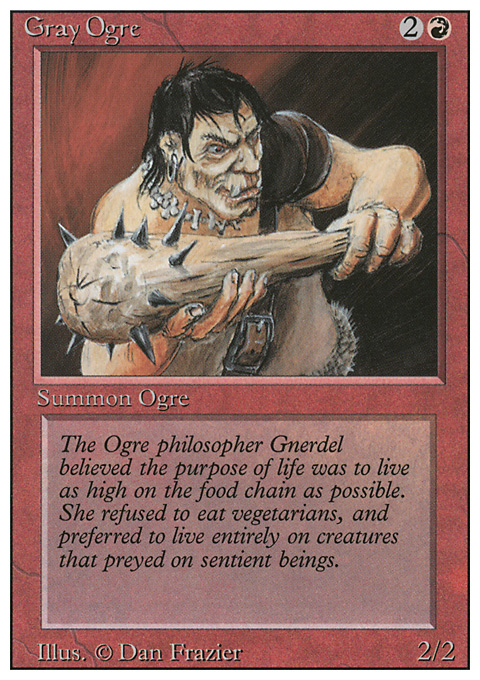 Gray Ogre 2
Summon Ogre
The Ogre philosopher Gnerdel
believed the purpose of life was to live
as high on the food chain as possible.
She refused to eat vegetarians, and
preferred to live entirely on creatures
that preyed on sentient beings.
Illus. © Dan Frazier 2/2